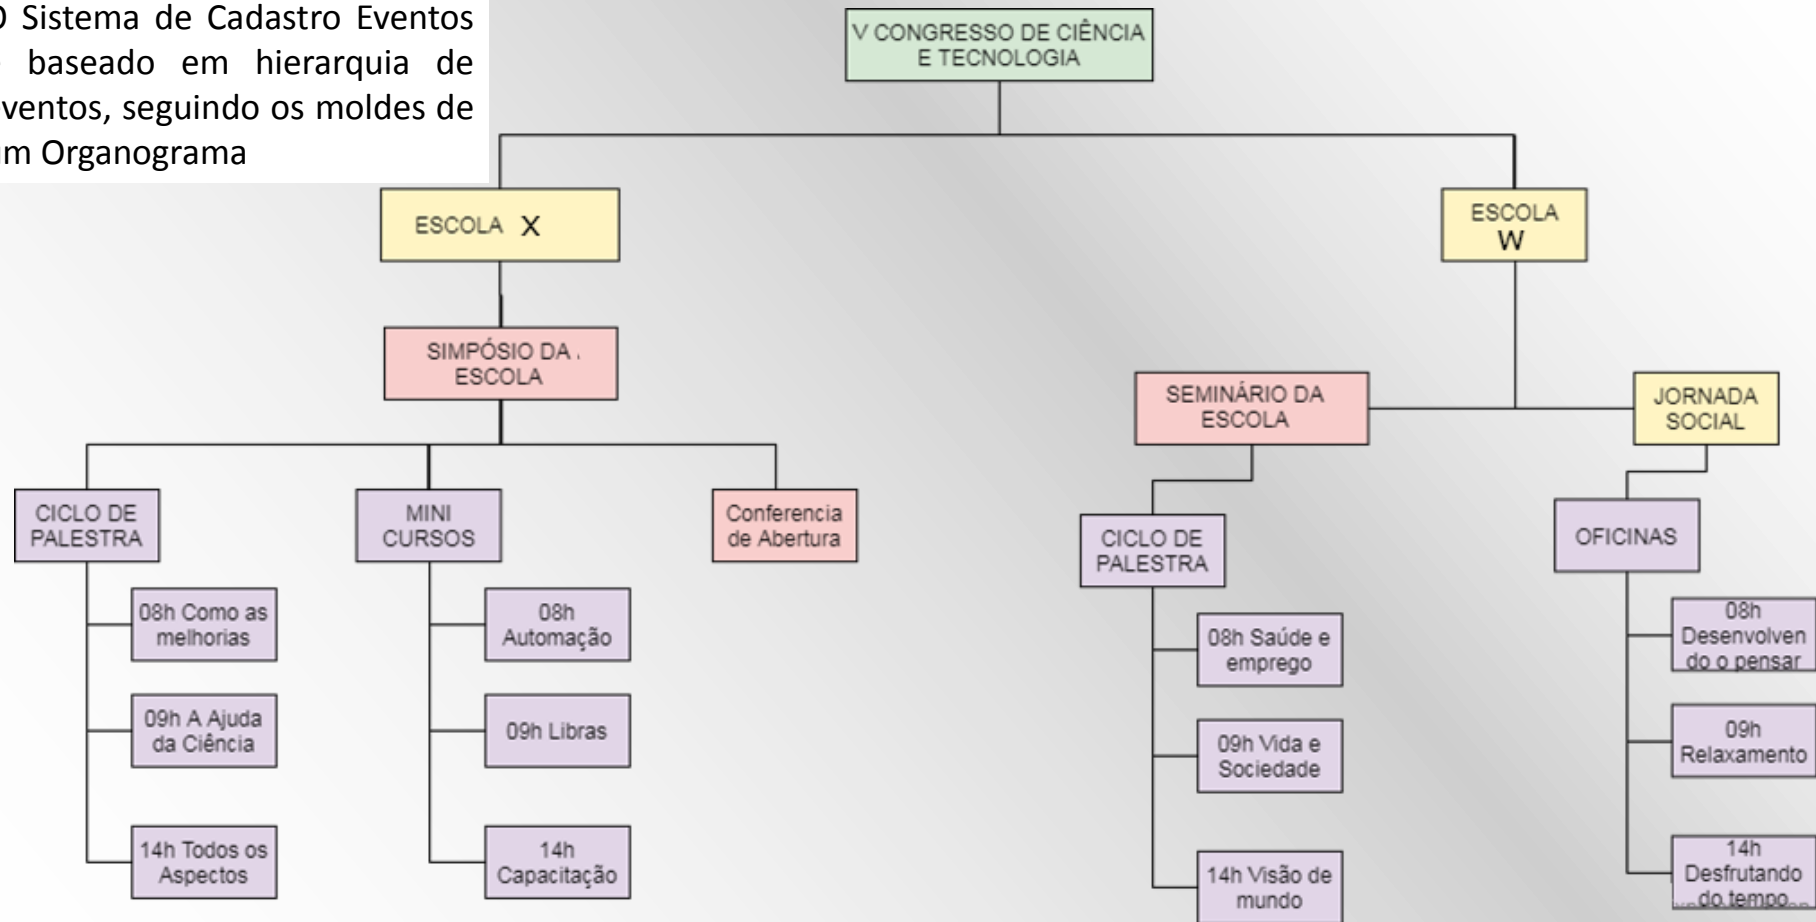 Sistema de Cadastro Eventos
baseado em hierarquia de
ventos, seguindo os moldes de
m Organograma
V CONGRESSO DE CIÊNCIA
E TECNOLOGIA
ESCOLA X
ESCOLA
W
SIMPÓSIO DA .
ESCOLA
SEMINÁRIO DA
ESCOLA
JORNADA
SOCIAL
CICLO DE
PALESTRA
MINI
CURSOS
Conferencia
de Abertura
CICLO DE
PALESTRA
OFICINAS
08h Como as
melhorias
09h A Ajuda
da Ciência
14h Todos os
Aspectos
08h
Automação
09h Libras
14h
Capacitação
08h Saúde e
emprego
09h Vida e
Sociedade
14h Visão de
mundo
08h
Desenvolven
do o pensar
09h
Relaxamento
14h
Desfrutando
do tempo